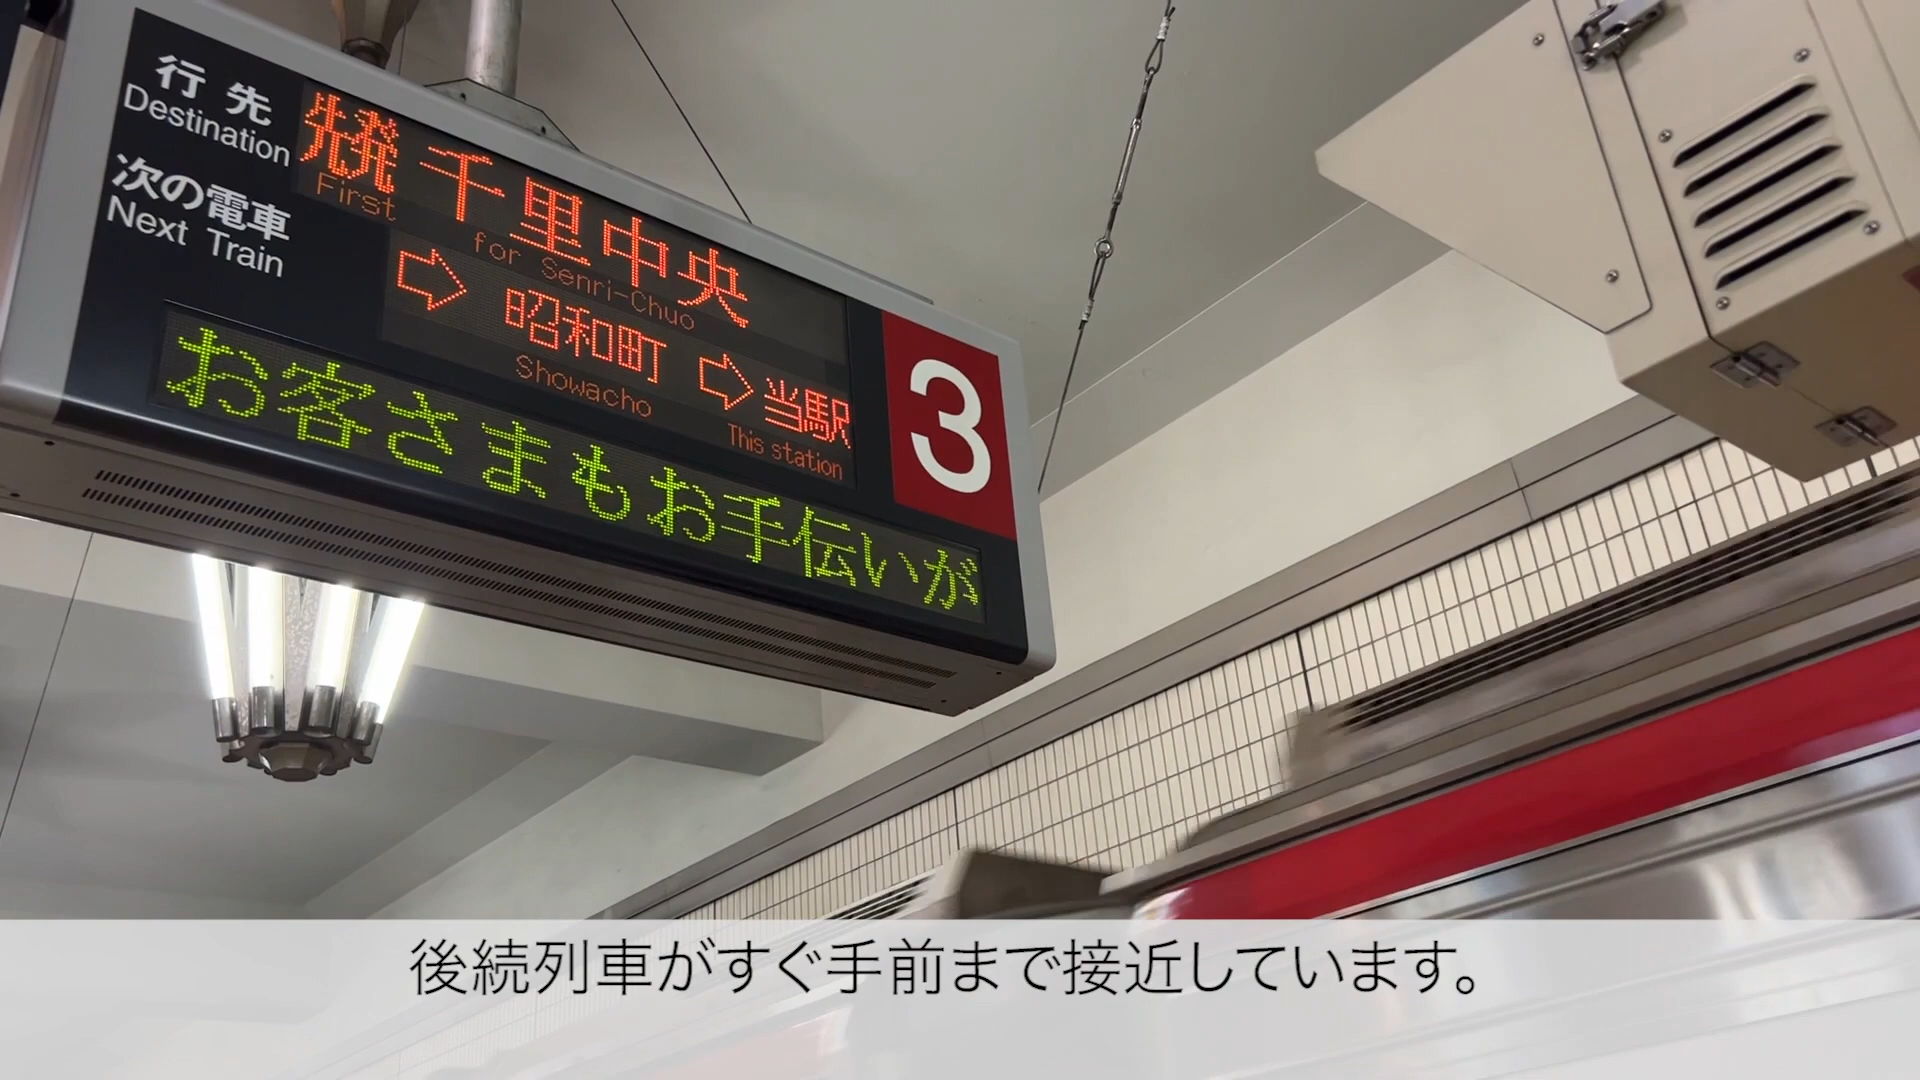 行先
Destination
先発 千里中央
First for Senri-Chuo
次の電車
Next Train
⇨ 昭和町 ⇨ 当駅
Showacho This station
お客さまもお手伝いが
3
後続列車がすぐ手前まで接近しています。